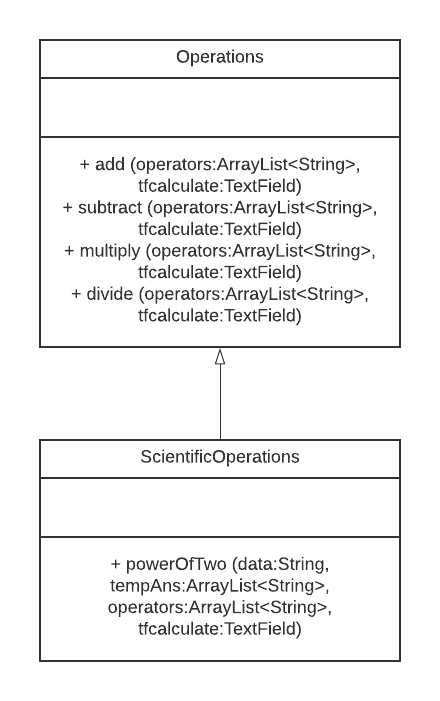 Operations
+ add (operators:ArrayList<String>,
tfcalculate:TextField)
+ subtract (operators:ArrayList<String>,
tfcalculate:TextField)
+ multiply (operators:ArrayList<String>,
tfcalculate:TextField)
+ divide (operators:ArrayList<String>,
tfcalculate:TextField)
ScientificOperations
+ powerOfTwo (data:String,
tempAns:ArrayList<String>,
operators:ArrayList<String>,
tfcalculate:TextField)